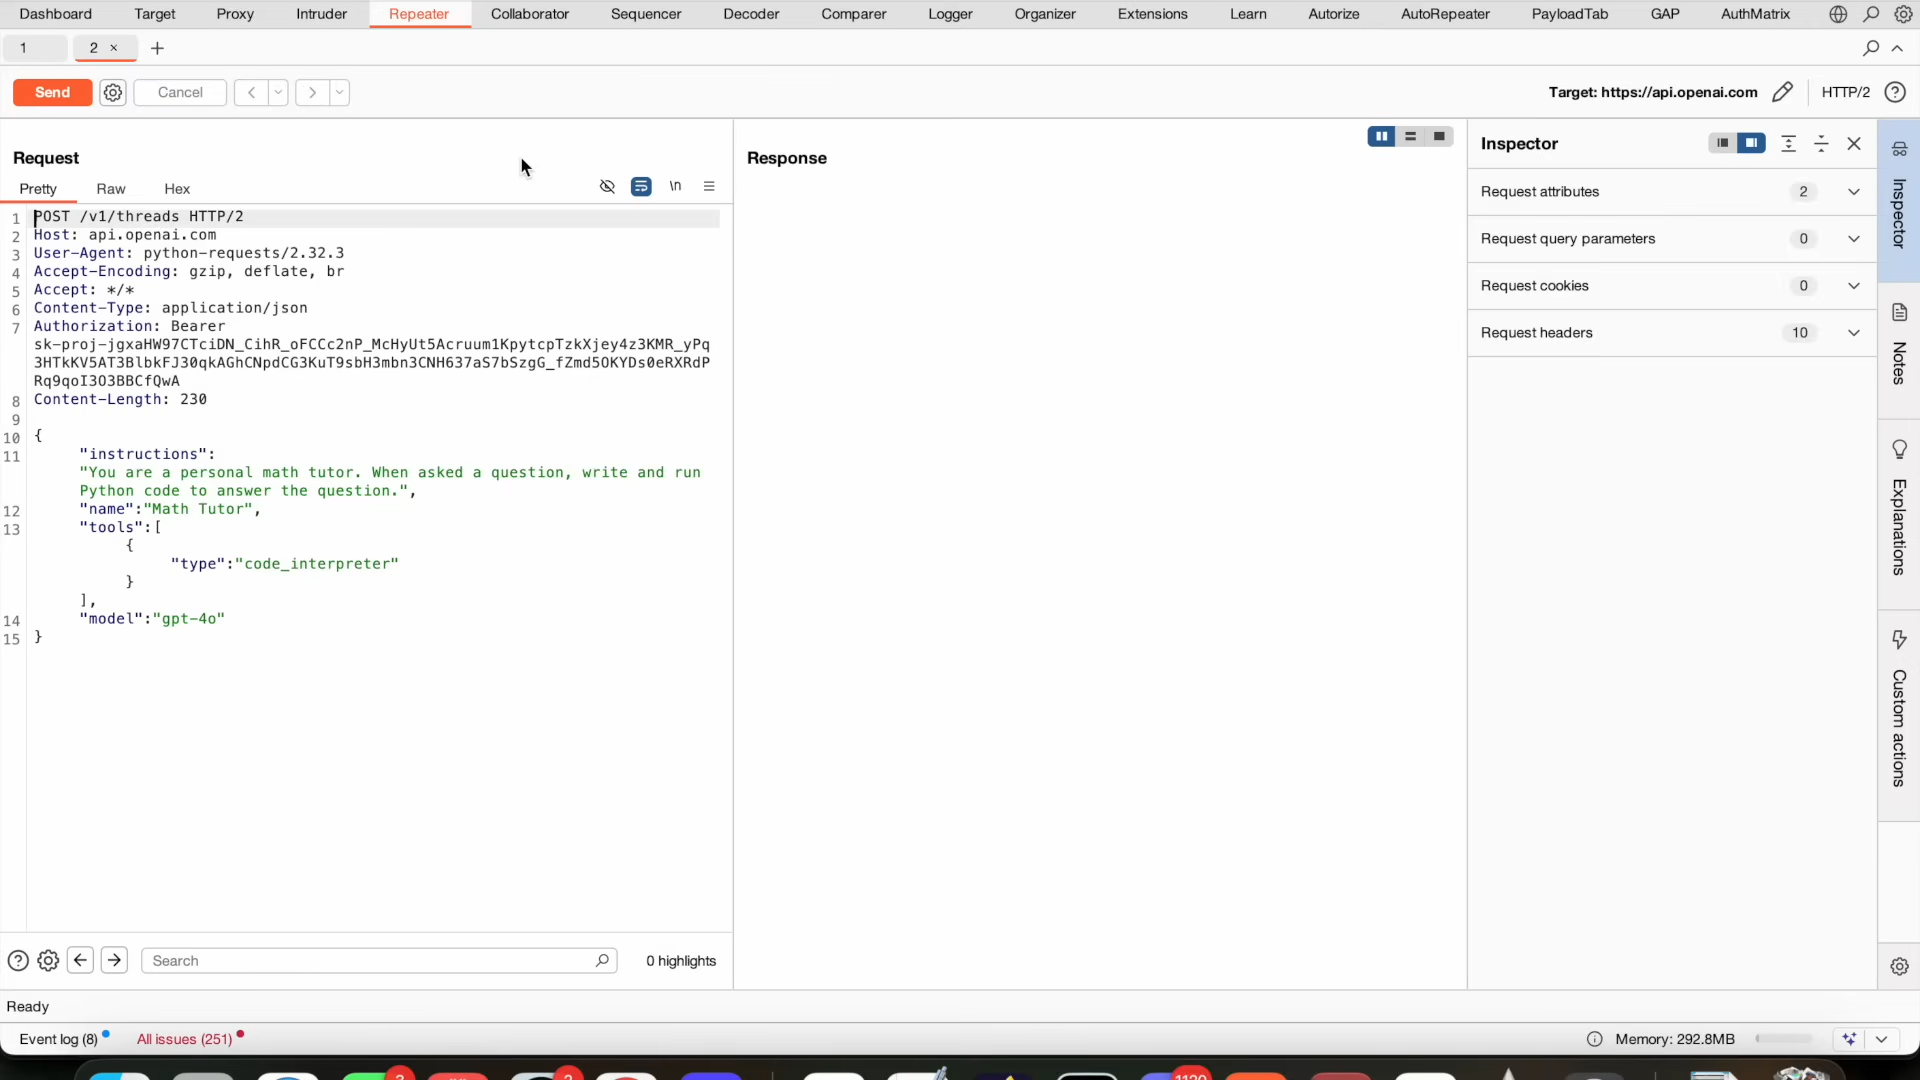 Dashboard Target Proxy Intruder Repeater Collaborator Sequencer Decoder Comparer Logger Organizer Extensions Learn Autorize AutoRepeater PayloadTab GAP AuthMatrix
1 2 × +
Send Cancel < > Target: https://api.openai.com HTTP/2
Request
Pretty Raw Hex \n
1 POST /v1/threads HTTP/2
2 Host: api.openai.com
3 User-Agent: python-requests/2.32.3
4 Accept-Encoding: gzip, deflate, br
5 Accept: */*
6 Content-Type: application/json
7 Authorization: Bearer
sk-proj-jgxaHW97CTciDN_CihR_oFCCc2nP_McHyUt5Acruum1KpytcpTzkXjey4z3KMR_yPq
3HTkKV5AT3BlbkFJ30qkAGhCNpdCG3KuT9sbH3mbn3CNH637aS7bSzgG_fZmd5OKYDs0eRXRdP
Rq9qoI3O3BBCfQwA
8 Content-Length: 230
9
10 {
11 "instructions":
"You are a personal math tutor. When asked a question, write and run
Python code to answer the question.",
12 "name":"Math Tutor",
13 "tools":[
{
"type":"code_interpreter"
}
],
14 "model":"gpt-4o"
15 }
Search 0 highlights
Response
Inspector
Request attributes 2
Request query parameters 0
Request cookies 0
Request headers 10
Inspector
Notes
Explanations
Custom actions
Ready
Event log (8) All issues (251) Memory: 292.8MB
3 2 1120